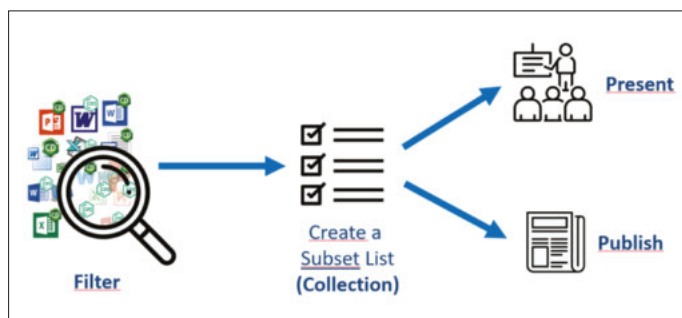 Filter
Create a
Subset List
(Collection)
Present
Publish